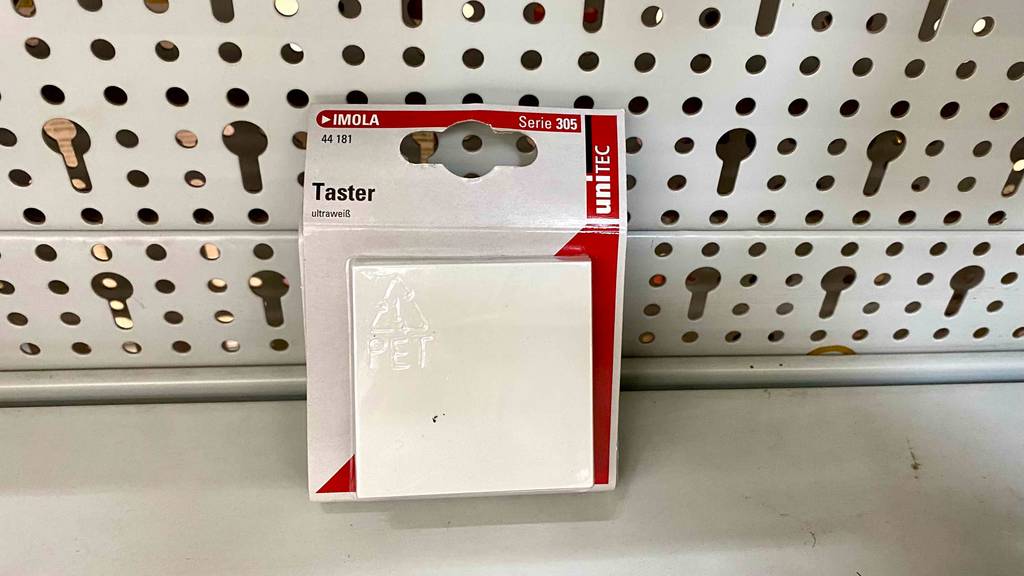 ▶IMOLA
Serie 305
44 181
Taster
ultraweiß
uniTEC
PET